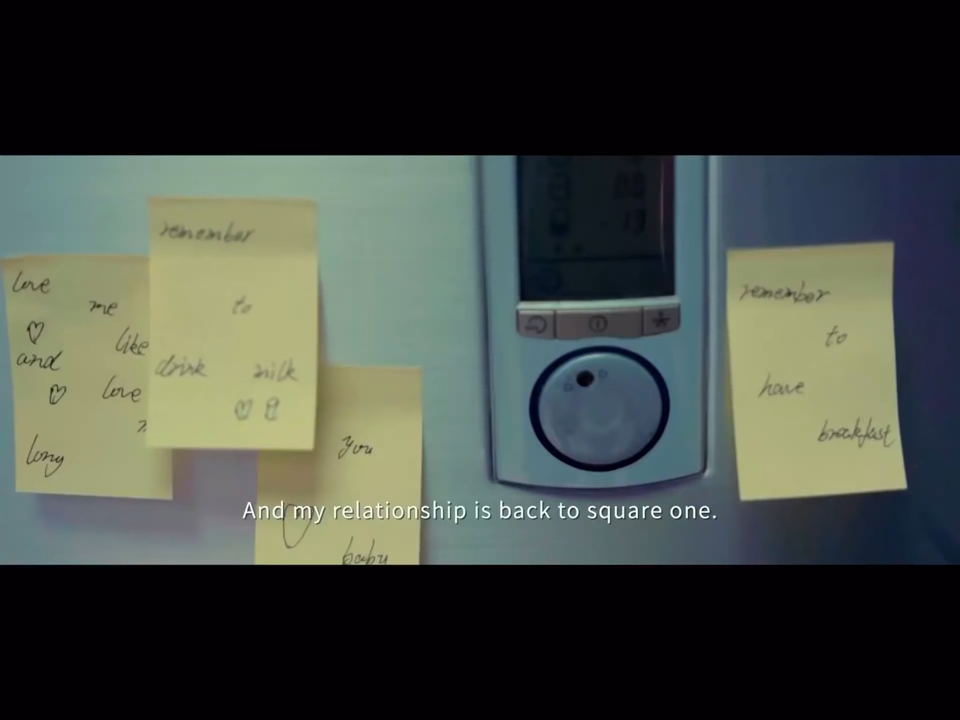 love
me
and
like
love
long
remember
to
drink milk
you
baby
remember
to
have
breakfast
And my relationship is back to square one.